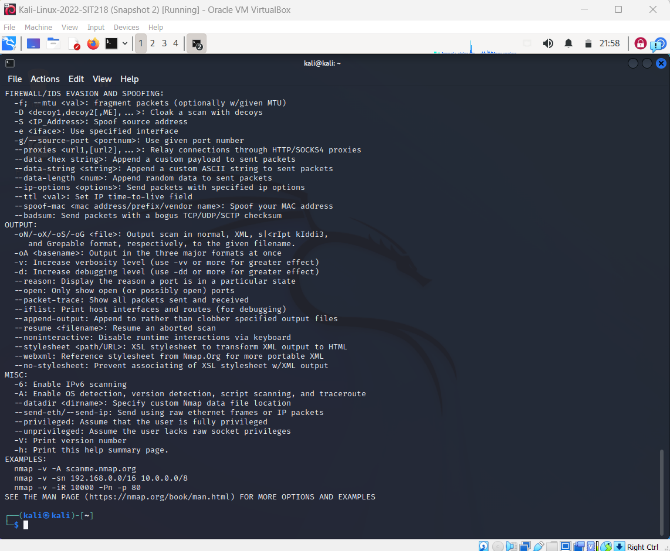 Kali-Linux-2022-SIT218 (Snapshot 2) [Running] - Oracle VM VirtualBox
File Machine View Input Devices Help
1 2 3 4
21:58
kali@kali: ~
File Actions Edit View Help
FIREWALL/IDS EVASION AND SPOOFING:
  -f; --mtu <val>: fragment packets (optionally w/given MTU)
  -D <decoy1,decoy2[,ME],...>: Cloak a scan with decoys
  -S <IP_Address>: Spoof source address
  -e <iface>: Use specified interface
  -g/--source-port <portnum>: Use given port number
  --proxies <url1,[url2],...>: Relay connections through HTTP/SOCKS4 proxies
  --data <hex string>: Append a custom payload to sent packets
  --data-string <string>: Append a custom ASCII string to sent packets
  --data-length <num>: Append random data to sent packets
  --ip-options <options>: Send packets with specified ip options
  --ttl <val>: Set IP time-to-live field
  --spoof-mac <mac address/prefix/vendor name>: Spoof your MAC address
  --badsum: Send packets with a bogus TCP/UDP/SCTP checksum
OUTPUT:
  -oN/-oX/-oS/-oG <file>: Output scan in normal, XML, s|<rIpt kIddi3,
     and Grepable format, respectively, to the given filename.
  -oA <basename>: Output in the three major formats at once
  -v: Increase verbosity level (use -vv or more for greater effect)
  -d: Increase debugging level (use -dd or more for greater effect)
  --reason: Display the reason a port is in a particular state
  --open: Only show open (or possibly open) ports
  --packet-trace: Show all packets sent and received
  --iflist: Print host interfaces and routes (for debugging)
  --append-output: Append to rather than clobber specified output files
  --resume <filename>: Resume an aborted scan
  --noninteractive: Disable runtime interactions via keyboard
  --stylesheet <path/URL>: XSL stylesheet to transform XML output to HTML
  --webxml: Reference stylesheet from Nmap.Org for more portable XML
  --no-stylesheet: Prevent associating of XSL stylesheet w/XML output
MISC:
  -6: Enable IPv6 scanning
  -A: Enable OS detection, version detection, script scanning, and traceroute
  --datadir <dirname>: Specify custom Nmap data file location
  --send-eth/--send-ip: Send using raw ethernet frames or IP packets
  --privileged: Assume that the user is fully privileged
  --unprivileged: Assume the user lacks raw socket privileges
  -V: Print version number
  -h: Print this help summary page.
EXAMPLES:
  nmap -v -A scanme.nmap.org
  nmap -v -sn 192.168.0.0/16 10.0.0.0/8
  nmap -v -iR 10000 -Pn -p 80
SEE THE MAN PAGE (https://nmap.org/book/man.html) FOR MORE OPTIONS AND EXAMPLES
┌──(kali㉿kali)-[~]
└─$
Right Ctrl